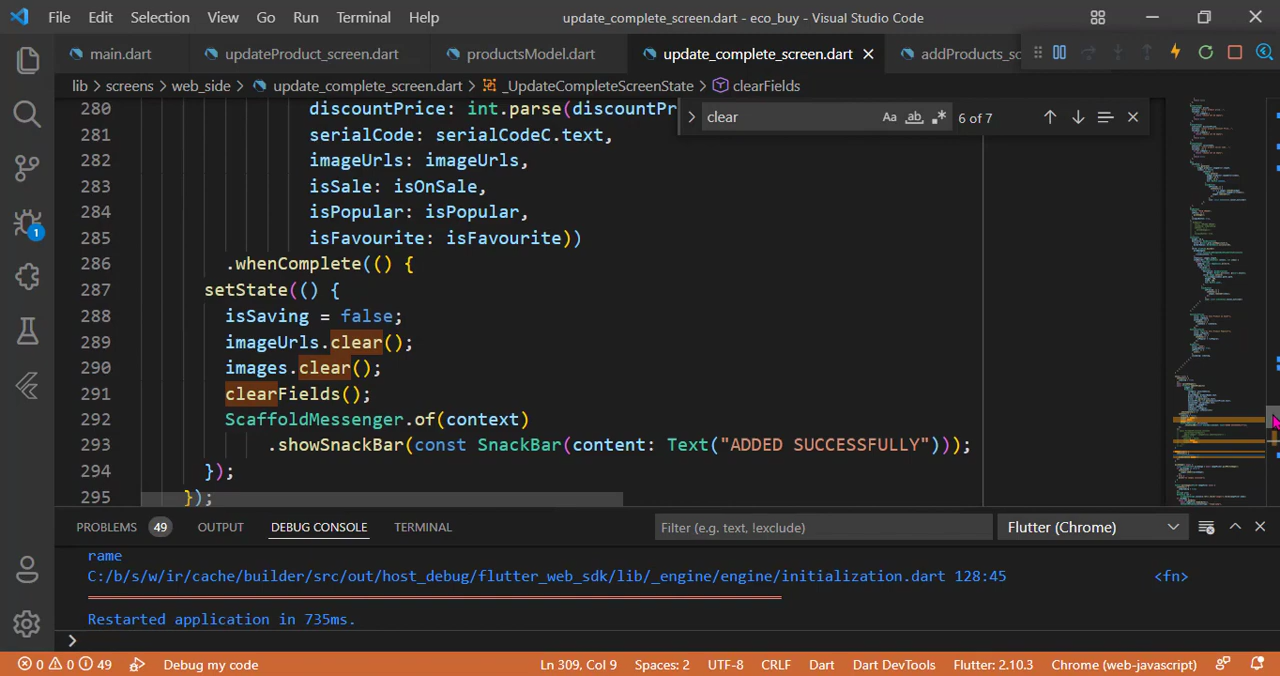 File Edit Selection View Go Run Terminal Help update_complete_screen.dart - eco_buy - Visual Studio Code
main.dart updateProduct_screen.dart productsModel.dart update_complete_screen.dart addProducts_sc
lib > screens > web_side > update_complete_screen.dart > _UpdateCompleteScreenState > clearFields
clear Aa ab 6 of 7
280 discountPrice: int.parse(discountP
281 serialCode: serialCodeC.text,
282 imageUrls: imageUrls,
283 isSale: isOnSale,
284 isPopular: isPopular,
285 isFavourite: isFavourite))
286 .whenComplete(() {
287 setState(() {
288 isSaving = false;
289 imageUrls.clear();
290 images.clear();
291 clearFields();
292 ScaffoldMessenger.of(context)
293 .showSnackBar(const SnackBar(content: Text("ADDED SUCCESSFULLY")));
294 });
295 });
PROBLEMS 49 OUTPUT DEBUG CONSOLE TERMINAL Filter (e.g. text, !exclude) Flutter (Chrome)
rame
C:/b/s/w/ir/cache/builder/src/out/host_debug/flutter_web_sdk/lib/_engine/engine/initialization.dart 128:45 <fn>
Restarted application in 735ms.
>
1
0 0 49 Debug my code Ln 309, Col 9 Spaces: 2 UTF-8 CRLF Dart Dart DevTools Flutter: 2.10.3 Chrome (web-javascript)